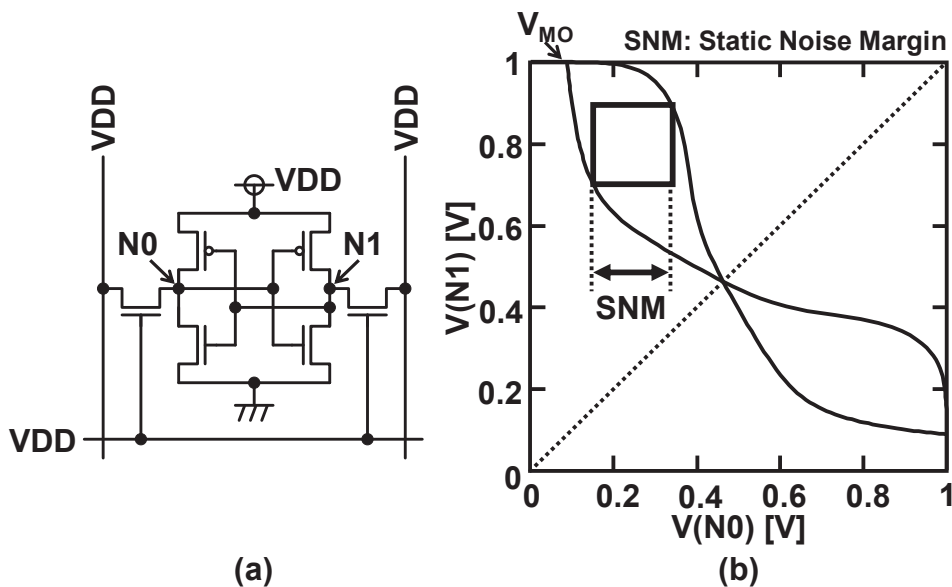 VDD
VDD
VDD
N0
N1
VDD
(a)
V_MO
SNM: Static Noise Margin
1
0.8
0.6
0.4
0.2
0
V(N1) [V]
SNM
0 0.2 0.4 0.6 0.8 1
V(N0) [V]
(b)